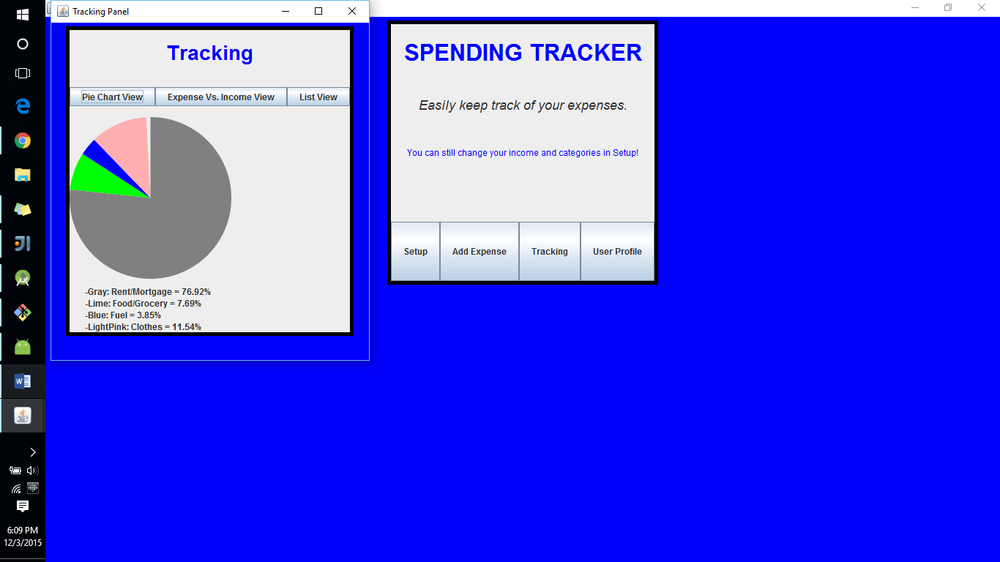 Tracking Panel
Tracking
Pie Chart View
Expense Vs. Income View
List View
-Gray: Rent/Mortgage = 76.92%
-Lime: Food/Grocery = 7.69%
-Blue: Fuel = 3.85%
-LightPink: Clothes = 11.54%
SPENDING TRACKER
Easily keep track of your expenses.
You can still change your income and categories in Setup!
Setup
Add Expense
Tracking
User Profile
6:09 PM
12/3/2015